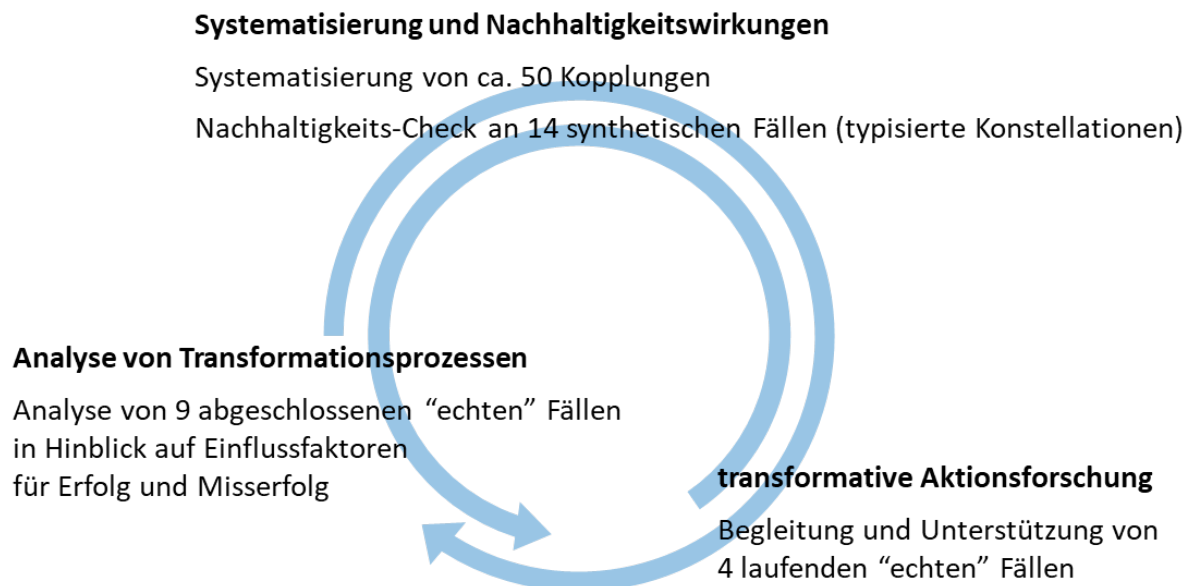 Systematisierung und Nachhaltigkeitswirkungen
Systematisierung von ca. 50 Kopplungen
Nachhaltigkeits-Check an 14 synthetischen Fällen (typisierte Konstellationen)
Analyse von Transformationsprozessen
Analyse von 9 abgeschlossenen “echten” Fällen
in Hinblick auf Einflussfaktoren
für Erfolg und Misserfolg
transformative Aktionsforschung
Begleitung und Unterstützung von
4 laufenden “echten” Fällen